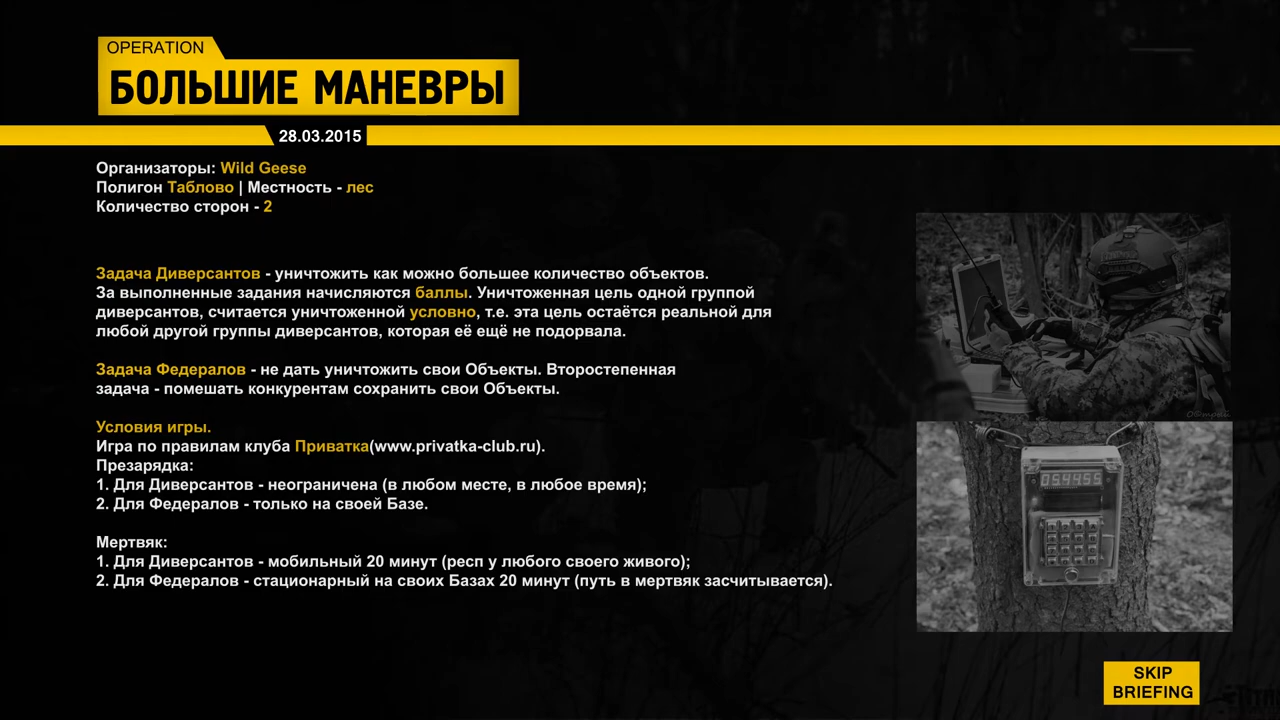 OPERATION
БОЛЬШИЕ МАНЕВРЫ
28.03.2015
Организаторы: Wild Geese
Полигон Таблово | Местность - лес
Количество сторон - 2
Задача Диверсантов - уничтожить как можно большее количество объектов.
За выполненные задания начисляются баллы. Уничтоженная цель одной группой
диверсантов, считается уничтоженной условно, т.е. эта цель остаётся реальной для
любой другой группы диверсантов, которая её ещё не подорвала.
Задача Федералов - не дать уничтожить свои Объекты. Второстепенная
задача - помешать конкурентам сохранить свои Объекты.
Условия игры.
Игра по правилам клуба Приватка(www.privatka-club.ru).
Презарядка:
1. Для Диверсантов - неограничена (в любом месте, в любое время);
2. Для Федералов - только на своей Базе.
Мертвяк:
1. Для Диверсантов - мобильный 20 минут (респ у любого своего живого);
2. Для Федералов - стационарный на своих Базах 20 минут (путь в мертвяк засчитывается).
05.44.55
SKIP
BRIEFING